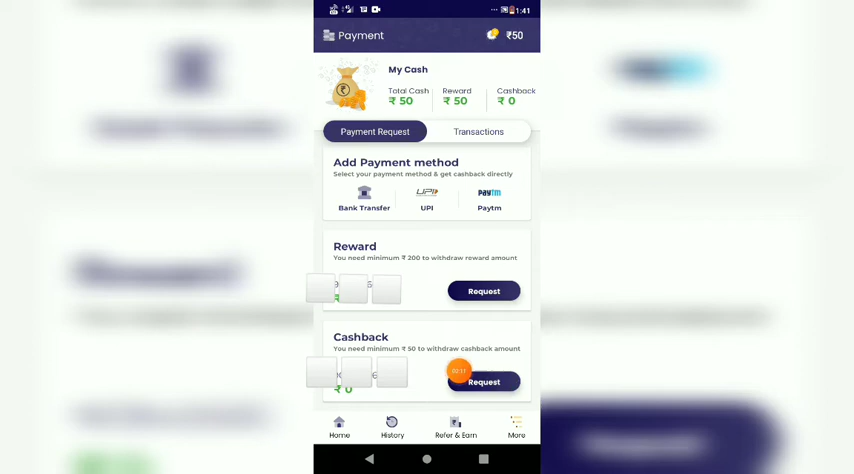 1:41
Payment
₹50
My Cash
Total Cash Reward Cashback
₹ 50 ₹ 50 ₹ 0
Payment Request Transactions
Add Payment method
Select your payment method & get cashback directly
UPI Paytm
Bank Transfer UPI Paytm
Reward
You need minimum ₹ 200 to withdraw reward amount
Request
Cashback
You need minimum ₹ 50 to withdraw cashback amount
Request
₹ 0
Home History Refer & Earn More